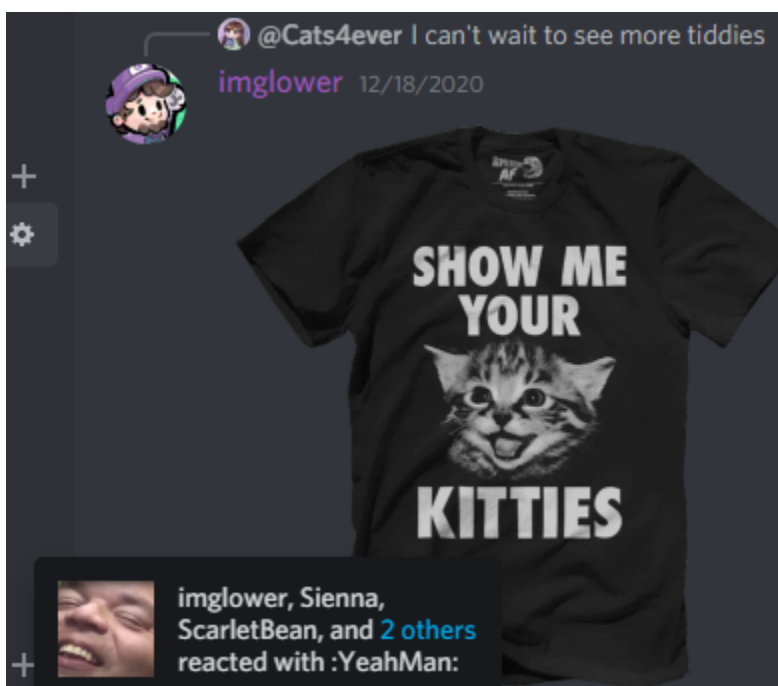 @Cats4ever I can't wait to see more tiddies
imglower 12/18/2020
AF
SHOW ME
YOUR
KITTIES
imglower, Sienna,
ScarletBean, and 2 others
reacted with :YeahMan: